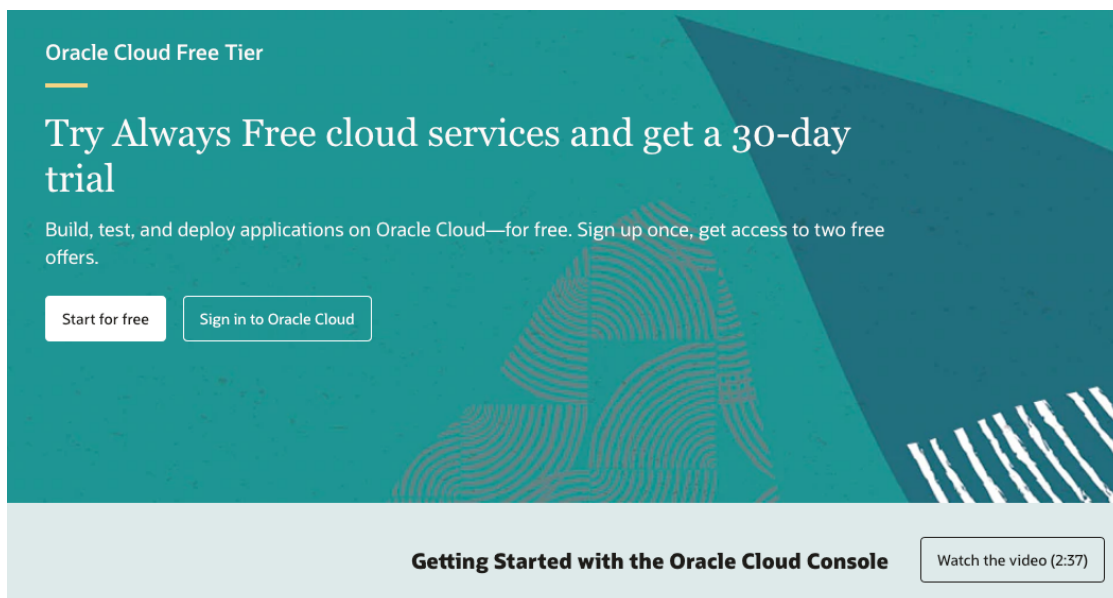 Oracle Cloud Free Tier
Try Always Free cloud services and get a 30-day
trial
Build, test, and deploy applications on Oracle Cloud—for free. Sign up once, get access to two free
offers.
Start for free
Sign in to Oracle Cloud
Getting Started with the Oracle Cloud Console
Watch the video (2:37)